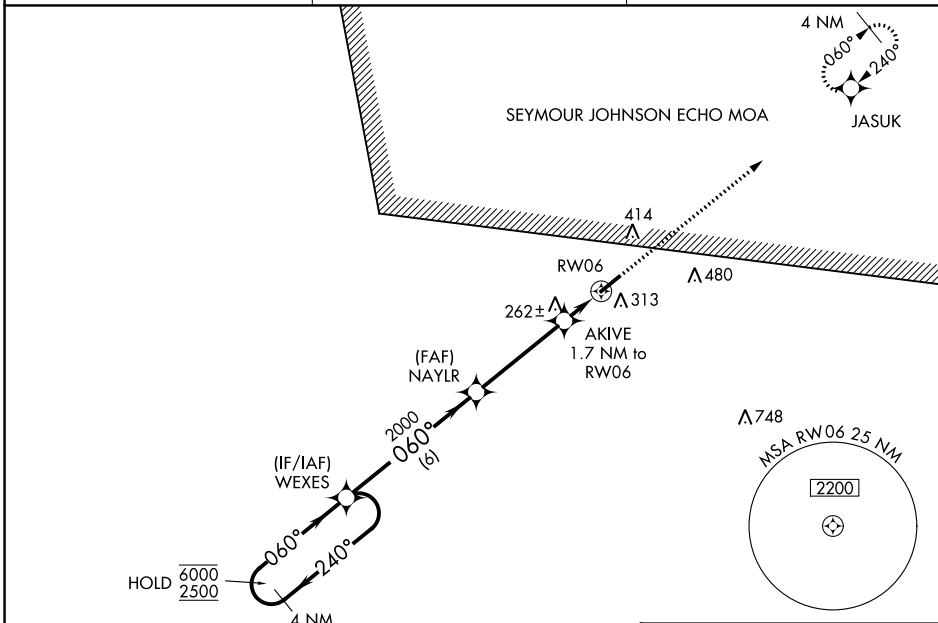 4 NM
060°
240°
JASUK
SEYMOUR JOHNSON ECHO MOA
414
RW06
480
313
262±
AKIVE
1.7 NM to
RW06
(FAF)
NAYLR
2000
060°
(6)
748
MSA RW06 25 NM
2200
(IF/IAF)
WEXES
060°
240°
HOLD 6000
2500
4 NM